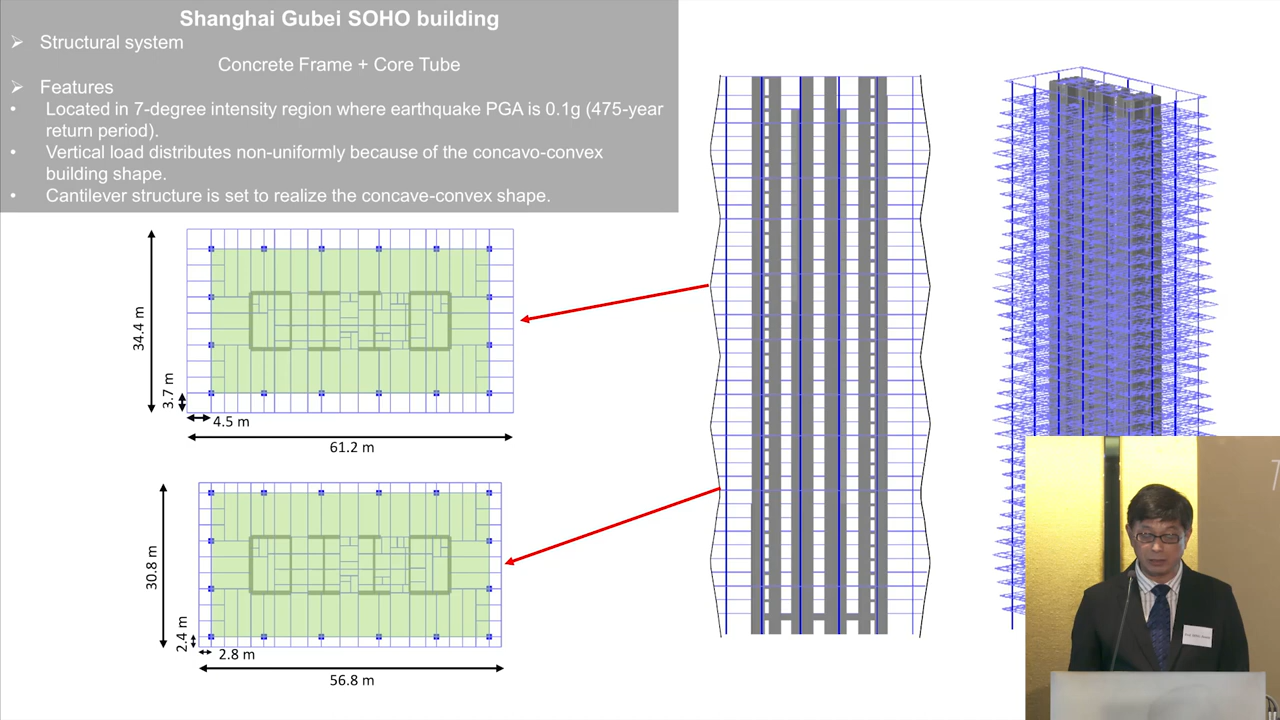 Shanghai Gubei SOHO building
➢ Structural system
Concrete Frame + Core Tube
➢ Features
• Located in 7-degree intensity region where earthquake PGA is 0.1g (475-year
return period).
• Vertical load distributes non-uniformly because of the concavo-convex
building shape.
• Cantilever structure is set to realize the concave-convex shape.
34.4 m
3.7 m
4.5 m
61.2 m
30.8 m
2.4 m
2.8 m
56.8 m
7